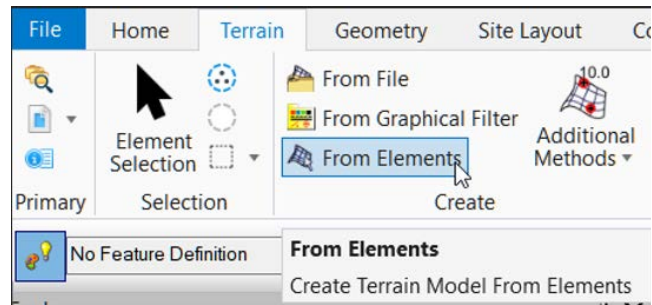 File Home Terrain Geometry Site Layout
From File
10.0
From Graphical Filter
Element Selection
Additional Methods
From Elements
Primary Selection Create
No Feature Definition
From Elements
Create Terrain Model From Elements